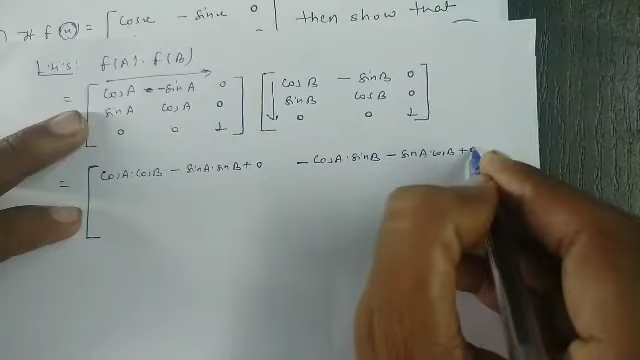 If f(x) = [cosx - sinx 0 then show that
L.H.S: f(A). f(B)
= [cosA - sinA 0] [cosB - sinB 0]
[sinA cosA 0] [sinB cosB 0]
[0 0 1] [0 0 1]
= [cosA·cosB - sinA·sinB + 0 - cosA·sinB - sinA·cosB +